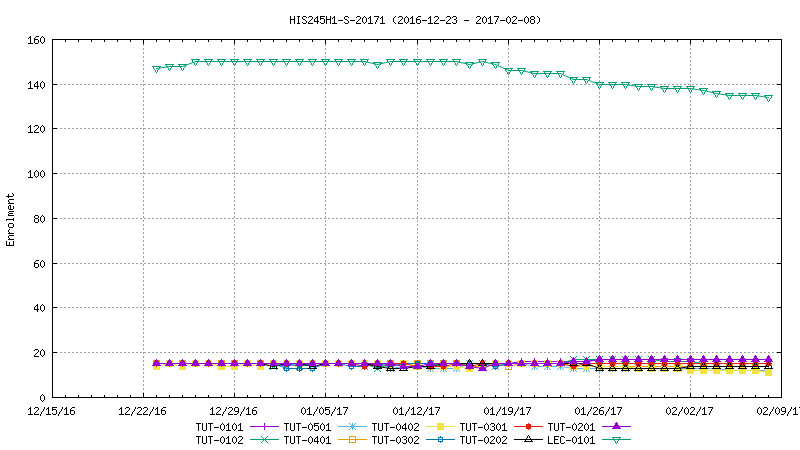 HIS245H1-S-20171 (2016-12-23 - 2017-02-08)
Enrolment
160
140
120
100
80
60
40
20
0
12/15/16 12/22/16 12/29/16 01/05/17 01/12/17 01/19/17 01/26/17 02/02/17 02/09/17
TUT-0101 TUT-0501 TUT-0402 TUT-0301 TUT-0201
TUT-0102 TUT-0401 TUT-0302 TUT-0202 LEC-0101